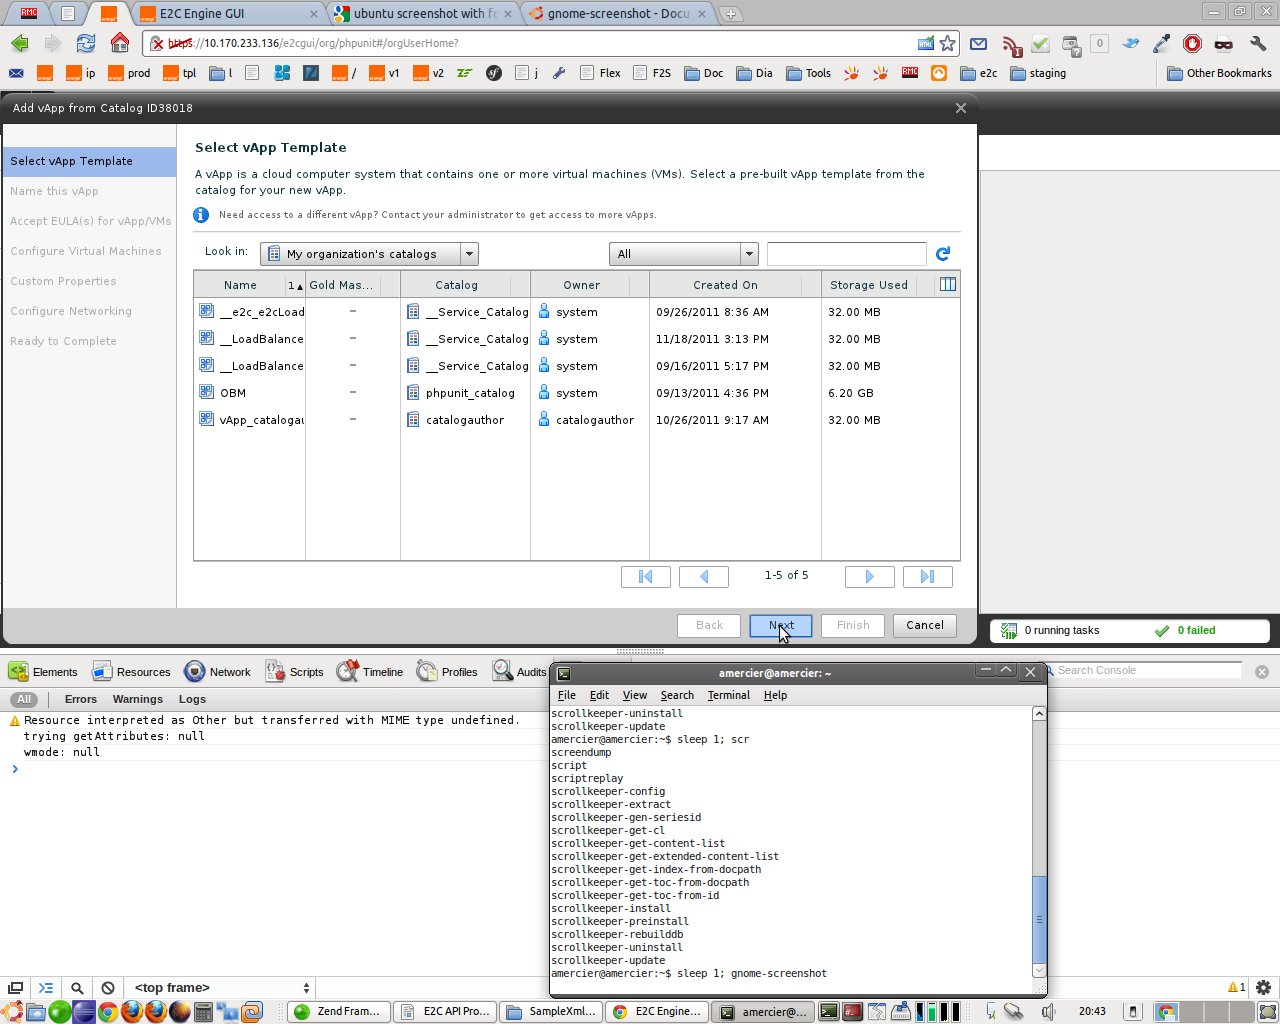 RMC E2C Engine GUI ubuntu screenshot with fo gnome-screenshot - Docu
https://10.170.233.136/e2cgui/org/phpunit#/orgUserHome?
ip prod tpl l / v1 v2 j Flex F2S Doc Dia Tools RMC e2c staging Other Bookmarks
Add vApp from Catalog ID38018
Select vApp Template
Name this vApp
Accept EULA(s) for vApp/VMs
Configure Virtual Machines
Custom Properties
Configure Networking
Ready to Complete
Select vApp Template
A vApp is a cloud computer system that contains one or more virtual machines (VMs). Select a pre-built vApp template from the
catalog for your new vApp.
Need access to a different vApp? Contact your administrator to get access to more vApps.
Look in: My organization's catalogs All
Name 1▲ Gold Mas... Catalog Owner Created On Storage Used
__e2c_e2cLoad – __Service_Catalog system 09/26/2011 8:36 AM 32.00 MB
__LoadBalance – __Service_Catalog system 11/18/2011 3:13 PM 32.00 MB
__LoadBalance – __Service_Catalog system 09/16/2011 5:17 PM 32.00 MB
OBM – phpunit_catalog system 09/13/2011 4:36 PM 6.20 GB
vApp_catalogau – catalogauthor catalogauthor 10/26/2011 9:17 AM 32.00 MB
1-5 of 5
Back Next Finish Cancel
0 running tasks 0 failed
Elements Resources Network Scripts Timeline Profiles Audits Search Console
All Errors Warnings Logs
Resource interpreted as Other but transferred with MIME type undefined.
trying getAttributes: null
wmode: null
>
amercier@amercier: ~
File Edit View Search Terminal Help
scrollkeeper-uninstall
scrollkeeper-update
amercier@amercier:~$ sleep 1; scr
screendump
script
scriptreplay
scrollkeeper-config
scrollkeeper-extract
scrollkeeper-gen-seriesid
scrollkeeper-get-cl
scrollkeeper-get-content-list
scrollkeeper-get-extended-content-list
scrollkeeper-get-index-from-docpath
scrollkeeper-get-toc-from-docpath
scrollkeeper-get-toc-from-id
scrollkeeper-install
scrollkeeper-preinstall
scrollkeeper-rebuilddb
scrollkeeper-uninstall
scrollkeeper-update
amercier@amercier:~$ sleep 1; gnome-screenshot
<top frame> 1
Zend Fram... E2C API Pro... SampleXml... E2C Engine... amercier@... 20:43